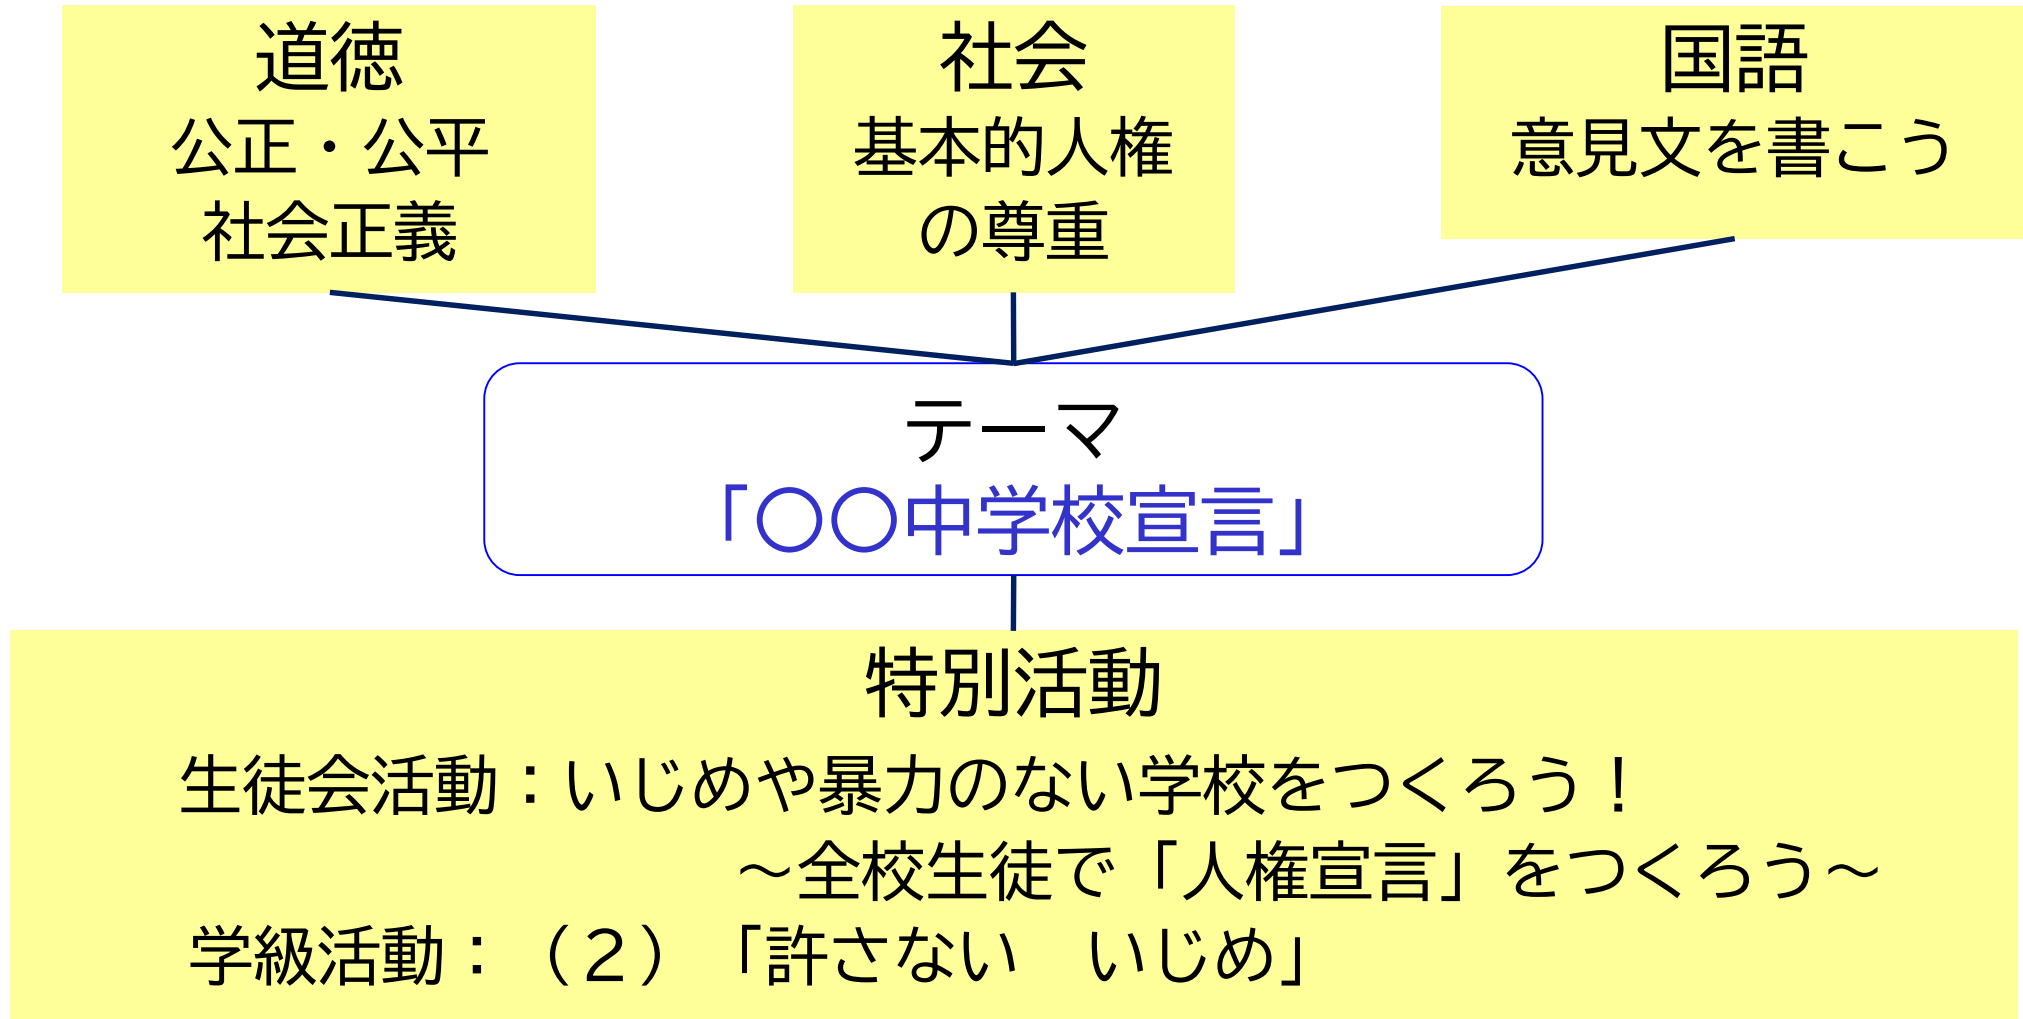 道徳
公正・公平
社会正義
社会
基本的人権
の尊重
国語
意見文を書こう
テーマ
「〇〇中学校宣言」
特別活動
生徒会活動：いじめや暴力のない学校をつくろう！
～全校生徒で「人権宣言」をつくろう～
学級活動：（２）「許さない　いじめ」